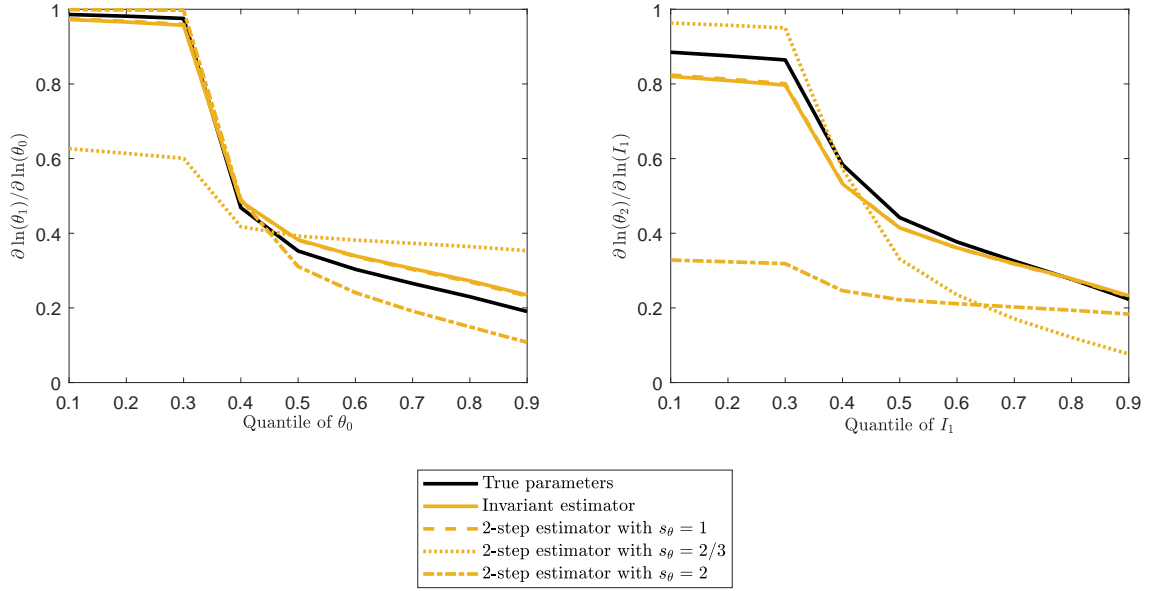 ∂ ln(θ₁)/∂ ln(θ₀)
1
0.8
0.6
0.4
0.2
0
0.1 0.2 0.3 0.4 0.5 0.6 0.7 0.8 0.9
Quantile of θ₀
∂ ln(θ₂)/∂ ln(I₁)
1
0.8
0.6
0.4
0.2
0
0.1 0.2 0.3 0.4 0.5 0.6 0.7 0.8 0.9
Quantile of I₁
True parameters
Invariant estimator
2-step estimator with s_θ = 1
2-step estimator with s_θ = 2/3
2-step estimator with s_θ = 2